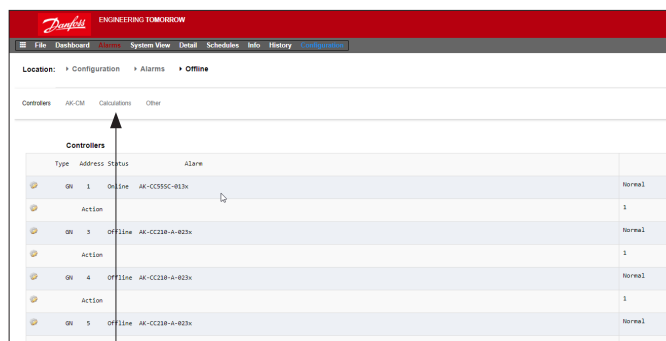 Danfoss ENGINEERING TOMORROW
File Dashboard Alarms System View Detail Schedules Info History Configuration
Location: Configuration Alarms Offline
Controllers AK-CM Calculations Other
Controllers
Type Address Status Alarm
GN 1 Online AK-CC55SC-013x Normal
Action 1
GN 3 Offline AK-CC210-A-023x Normal
Action 1
GN 4 Offline AK-CC210-A-023x Normal
Action 1
GN 5 Offline AK-CC210-A-023x Normal